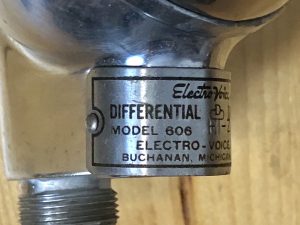 Electro-Voice
DIFFERENTIAL
MODEL 606
ELECTRO-VOICE
BUCHANAN, MICHIGAN